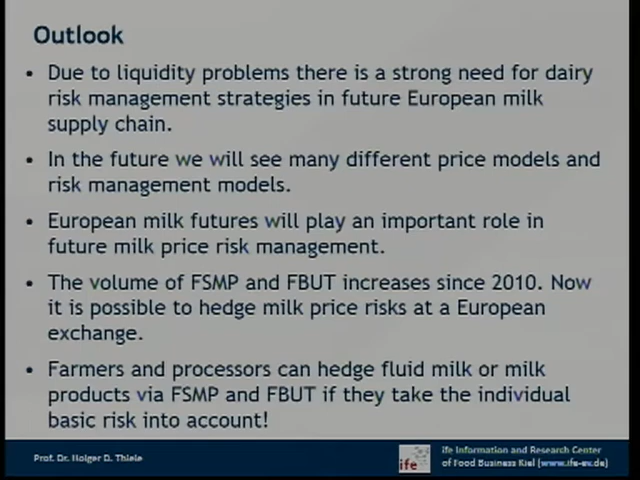 Outlook
• Due to liquidity problems there is a strong need for dairy
risk management strategies in future European milk
supply chain.
• In the future we will see many different price models and
risk management models.
• European milk futures will play an important role in
future milk price risk management.
• The volume of FSMP and FBUT increases since 2010. Now
it is possible to hedge milk price risks at a European
exchange.
• Farmers and processors can hedge fluid milk or milk
products via FSMP and FBUT if they take the individual
basic risk into account!
Prof. Dr. Holger D. Thiele
ife
ife Information and Research Center
of Food Business Kiel (www.ife-ev.de)